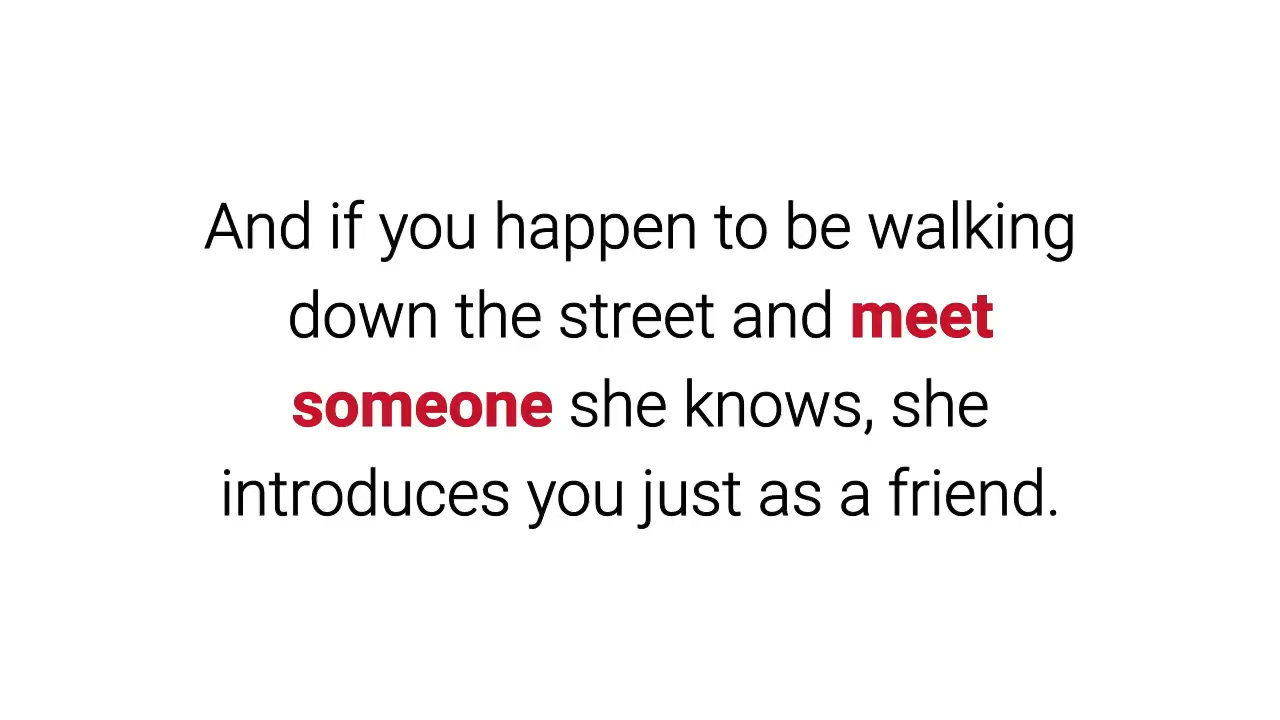 And if you happen to be walking
down the street and meet
someone she knows, she
introduces you just as a friend.